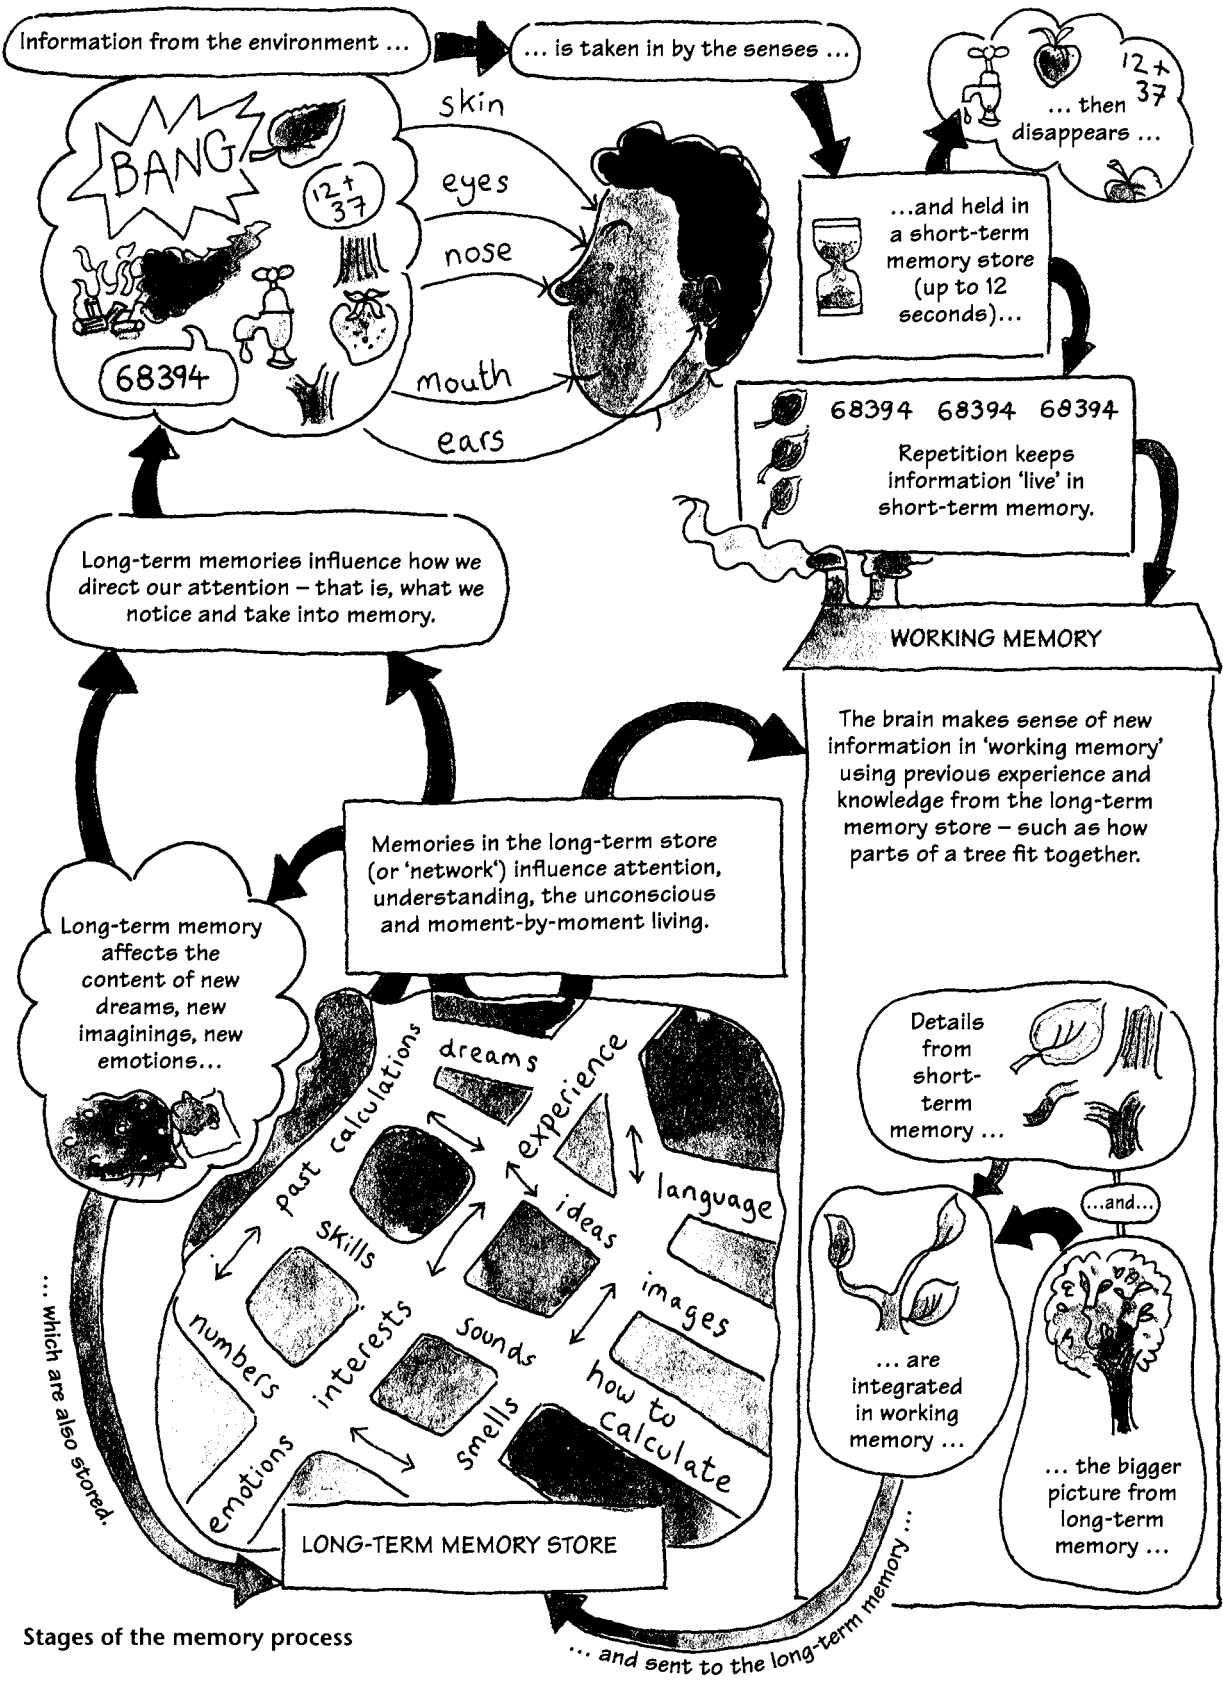 Information from the environment ...
... is taken in by the senses ...
12 +
37
... then
disappears ...
BANG
12 +
37
68394
skin
eyes
nose
mouth
ears
...and held in
a short-term
memory store
(up to 12
seconds)...
68394 68394 68394
Repetition keeps
information 'live' in
short-term memory.
Long-term memories influence how we
direct our attention – that is, what we
notice and take into memory.
WORKING MEMORY
The brain makes sense of new
information in 'working memory'
using previous experience and
knowledge from the long-term
memory store – such as how
parts of a tree fit together.
Memories in the long-term store
(or 'network') influence attention,
understanding, the unconscious
and moment-by-moment living.
Long-term memory
affects the
content of new
dreams, new
imaginings, new
emotions...
... which are also stored.
past calculations
dreams
experience
language
skills
ideas
images
numbers
interests
sounds
how to
calculate
smells
emotions
LONG-TERM MEMORY STORE
Details
from
short-
term
memory ...
...and...
... the bigger
picture from
long-term
memory ...
... are
integrated
in working
memory ...
... and sent to the long-term memory ...
Stages of the memory process